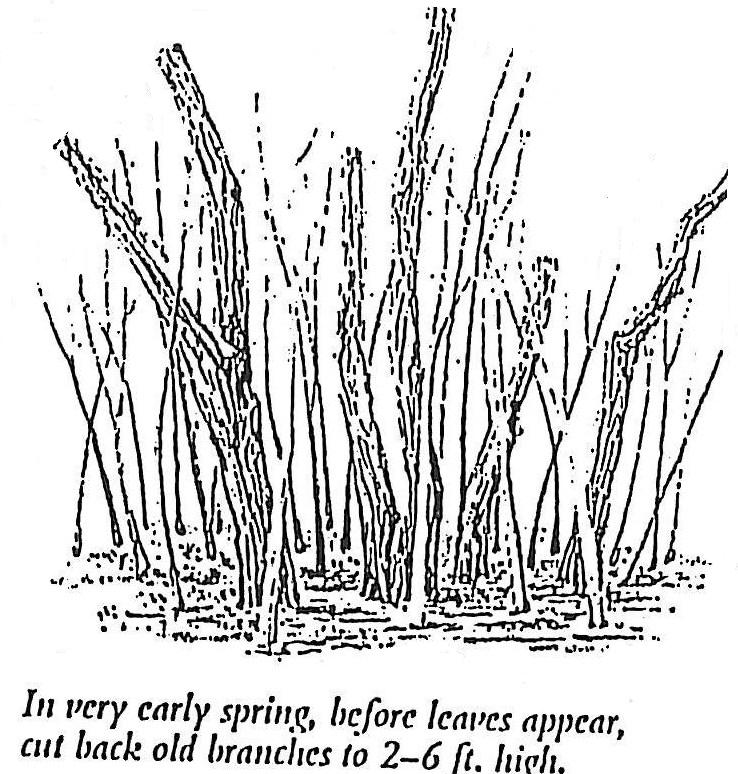 In very early spring, before leaves appear,
cut back old branches to 2–6 ft. high.